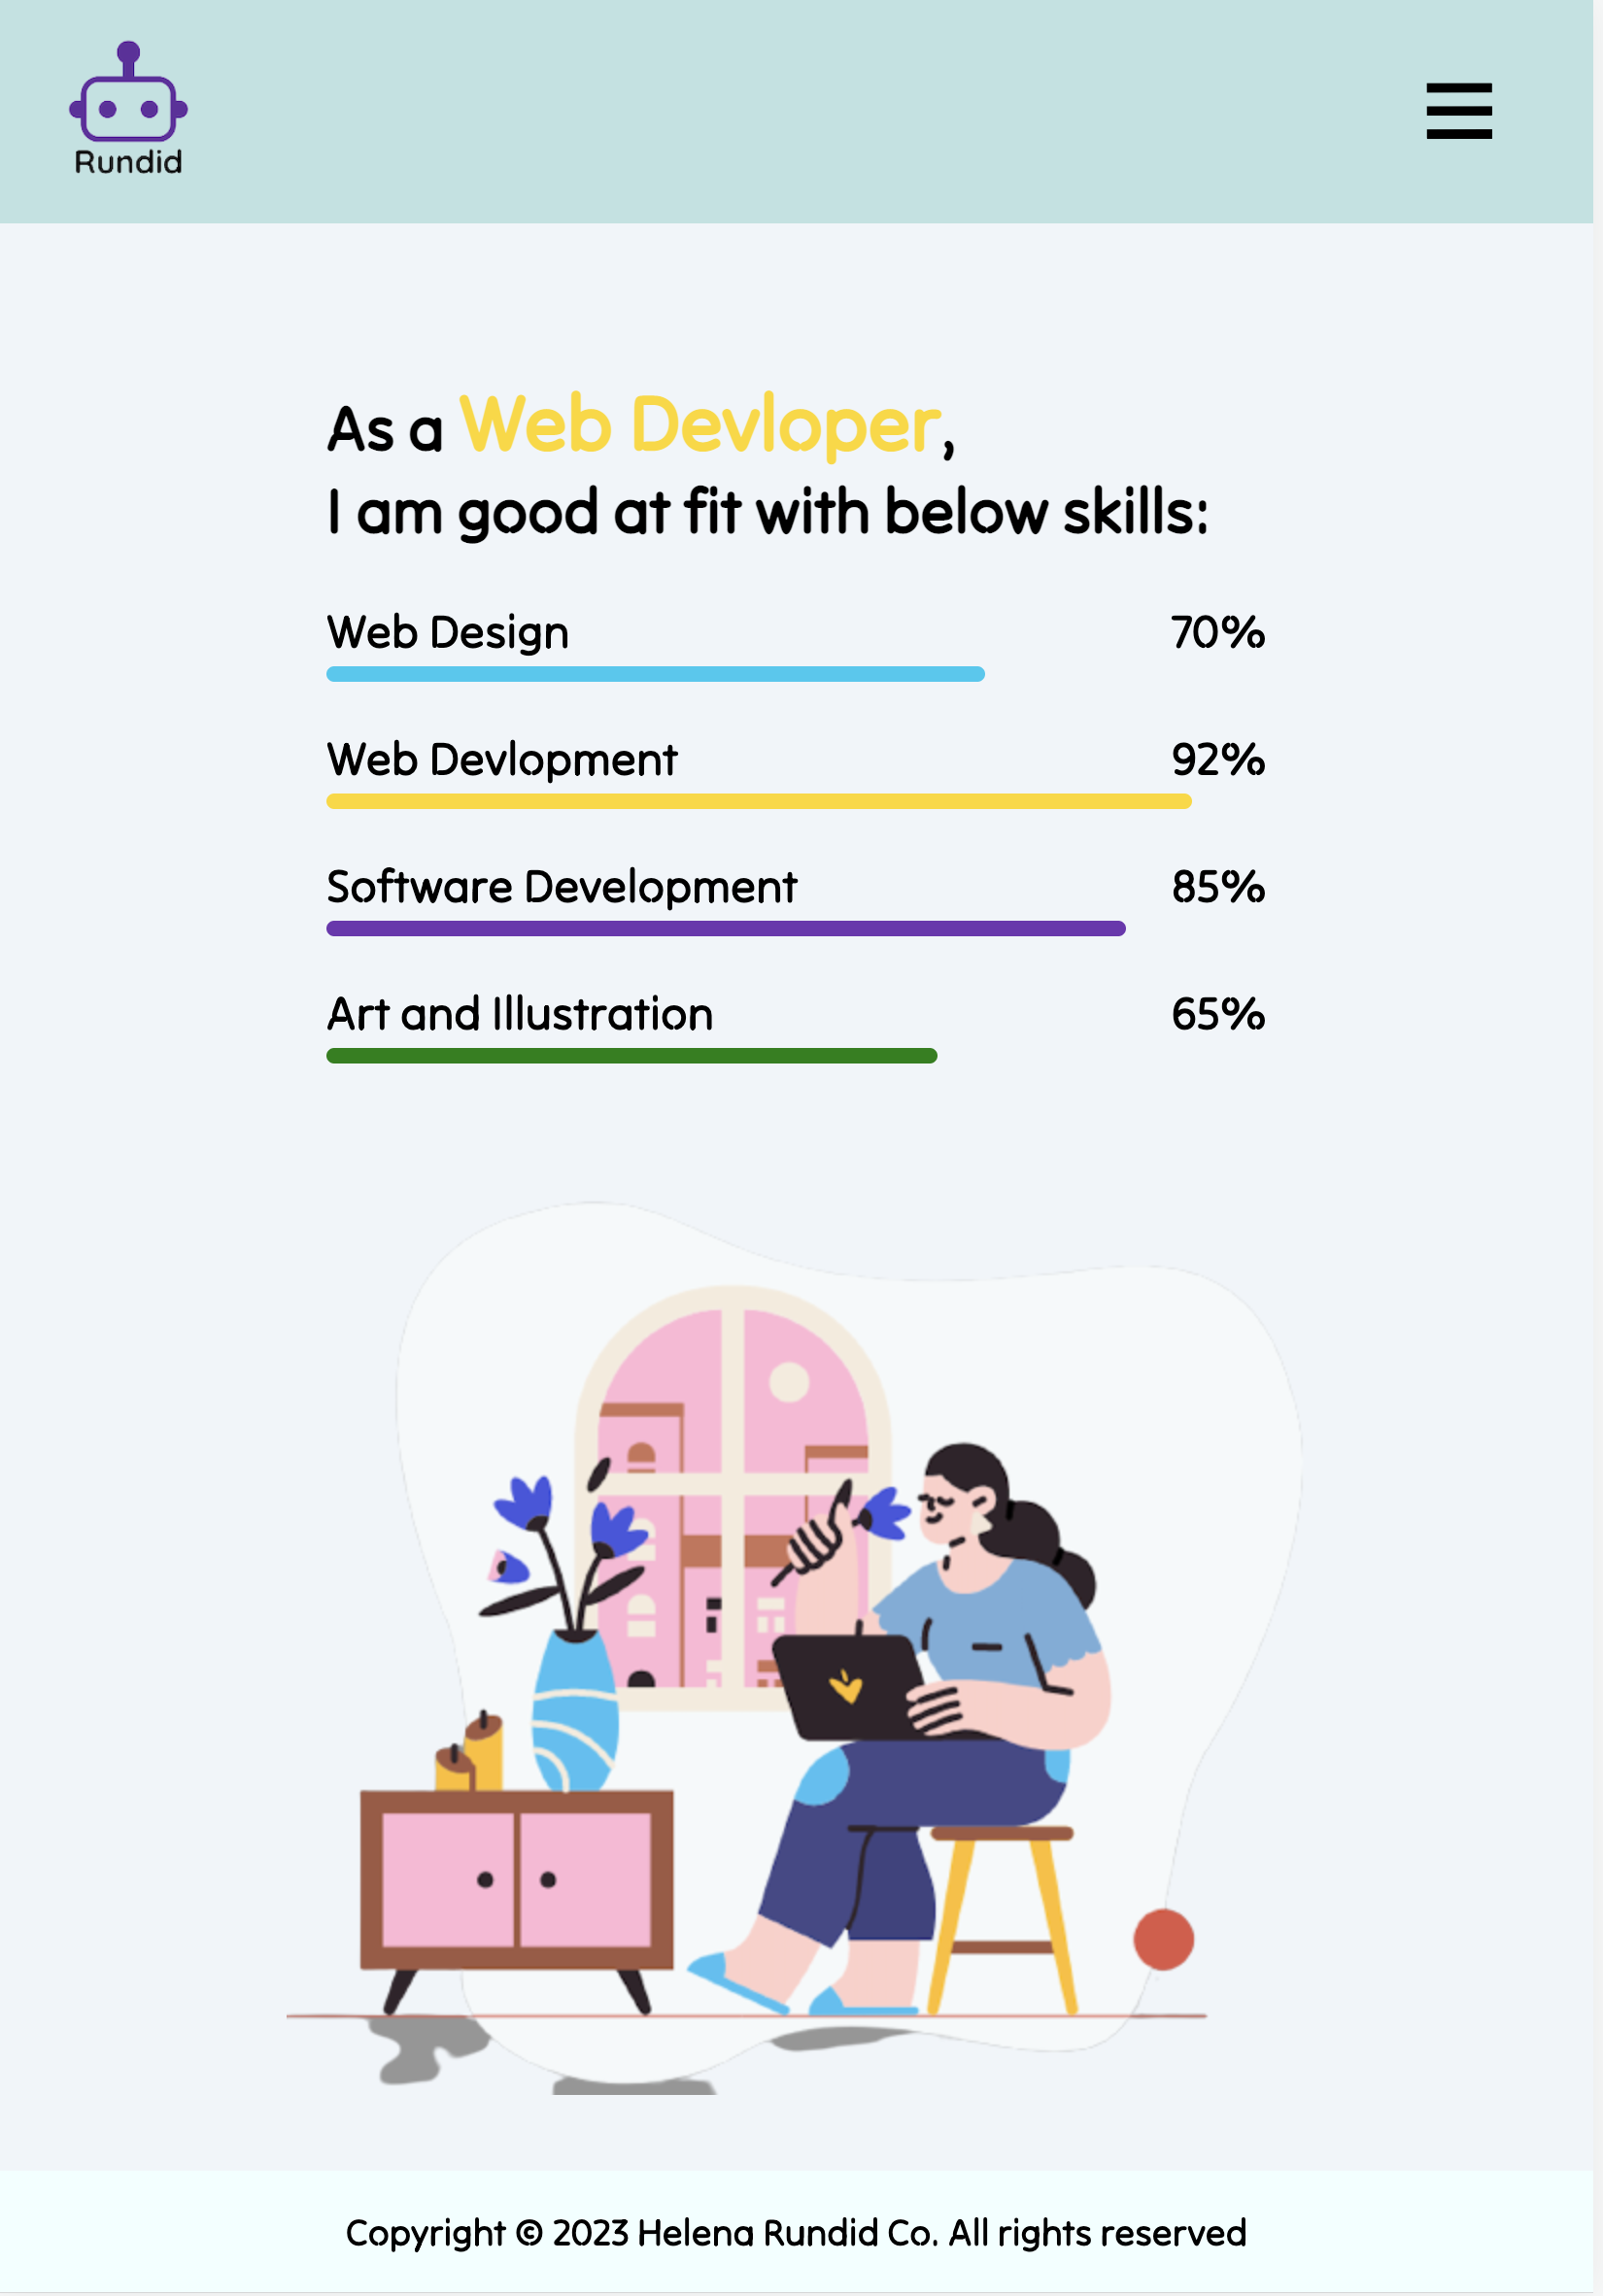 Rundid
As a Web Devloper,
I am good at fit with below skills:
Web Design 70%
Web Devlopment 92%
Software Development 85%
Art and Illustration 65%
Copyright © 2023 Helena Rundid Co. All rights reserved